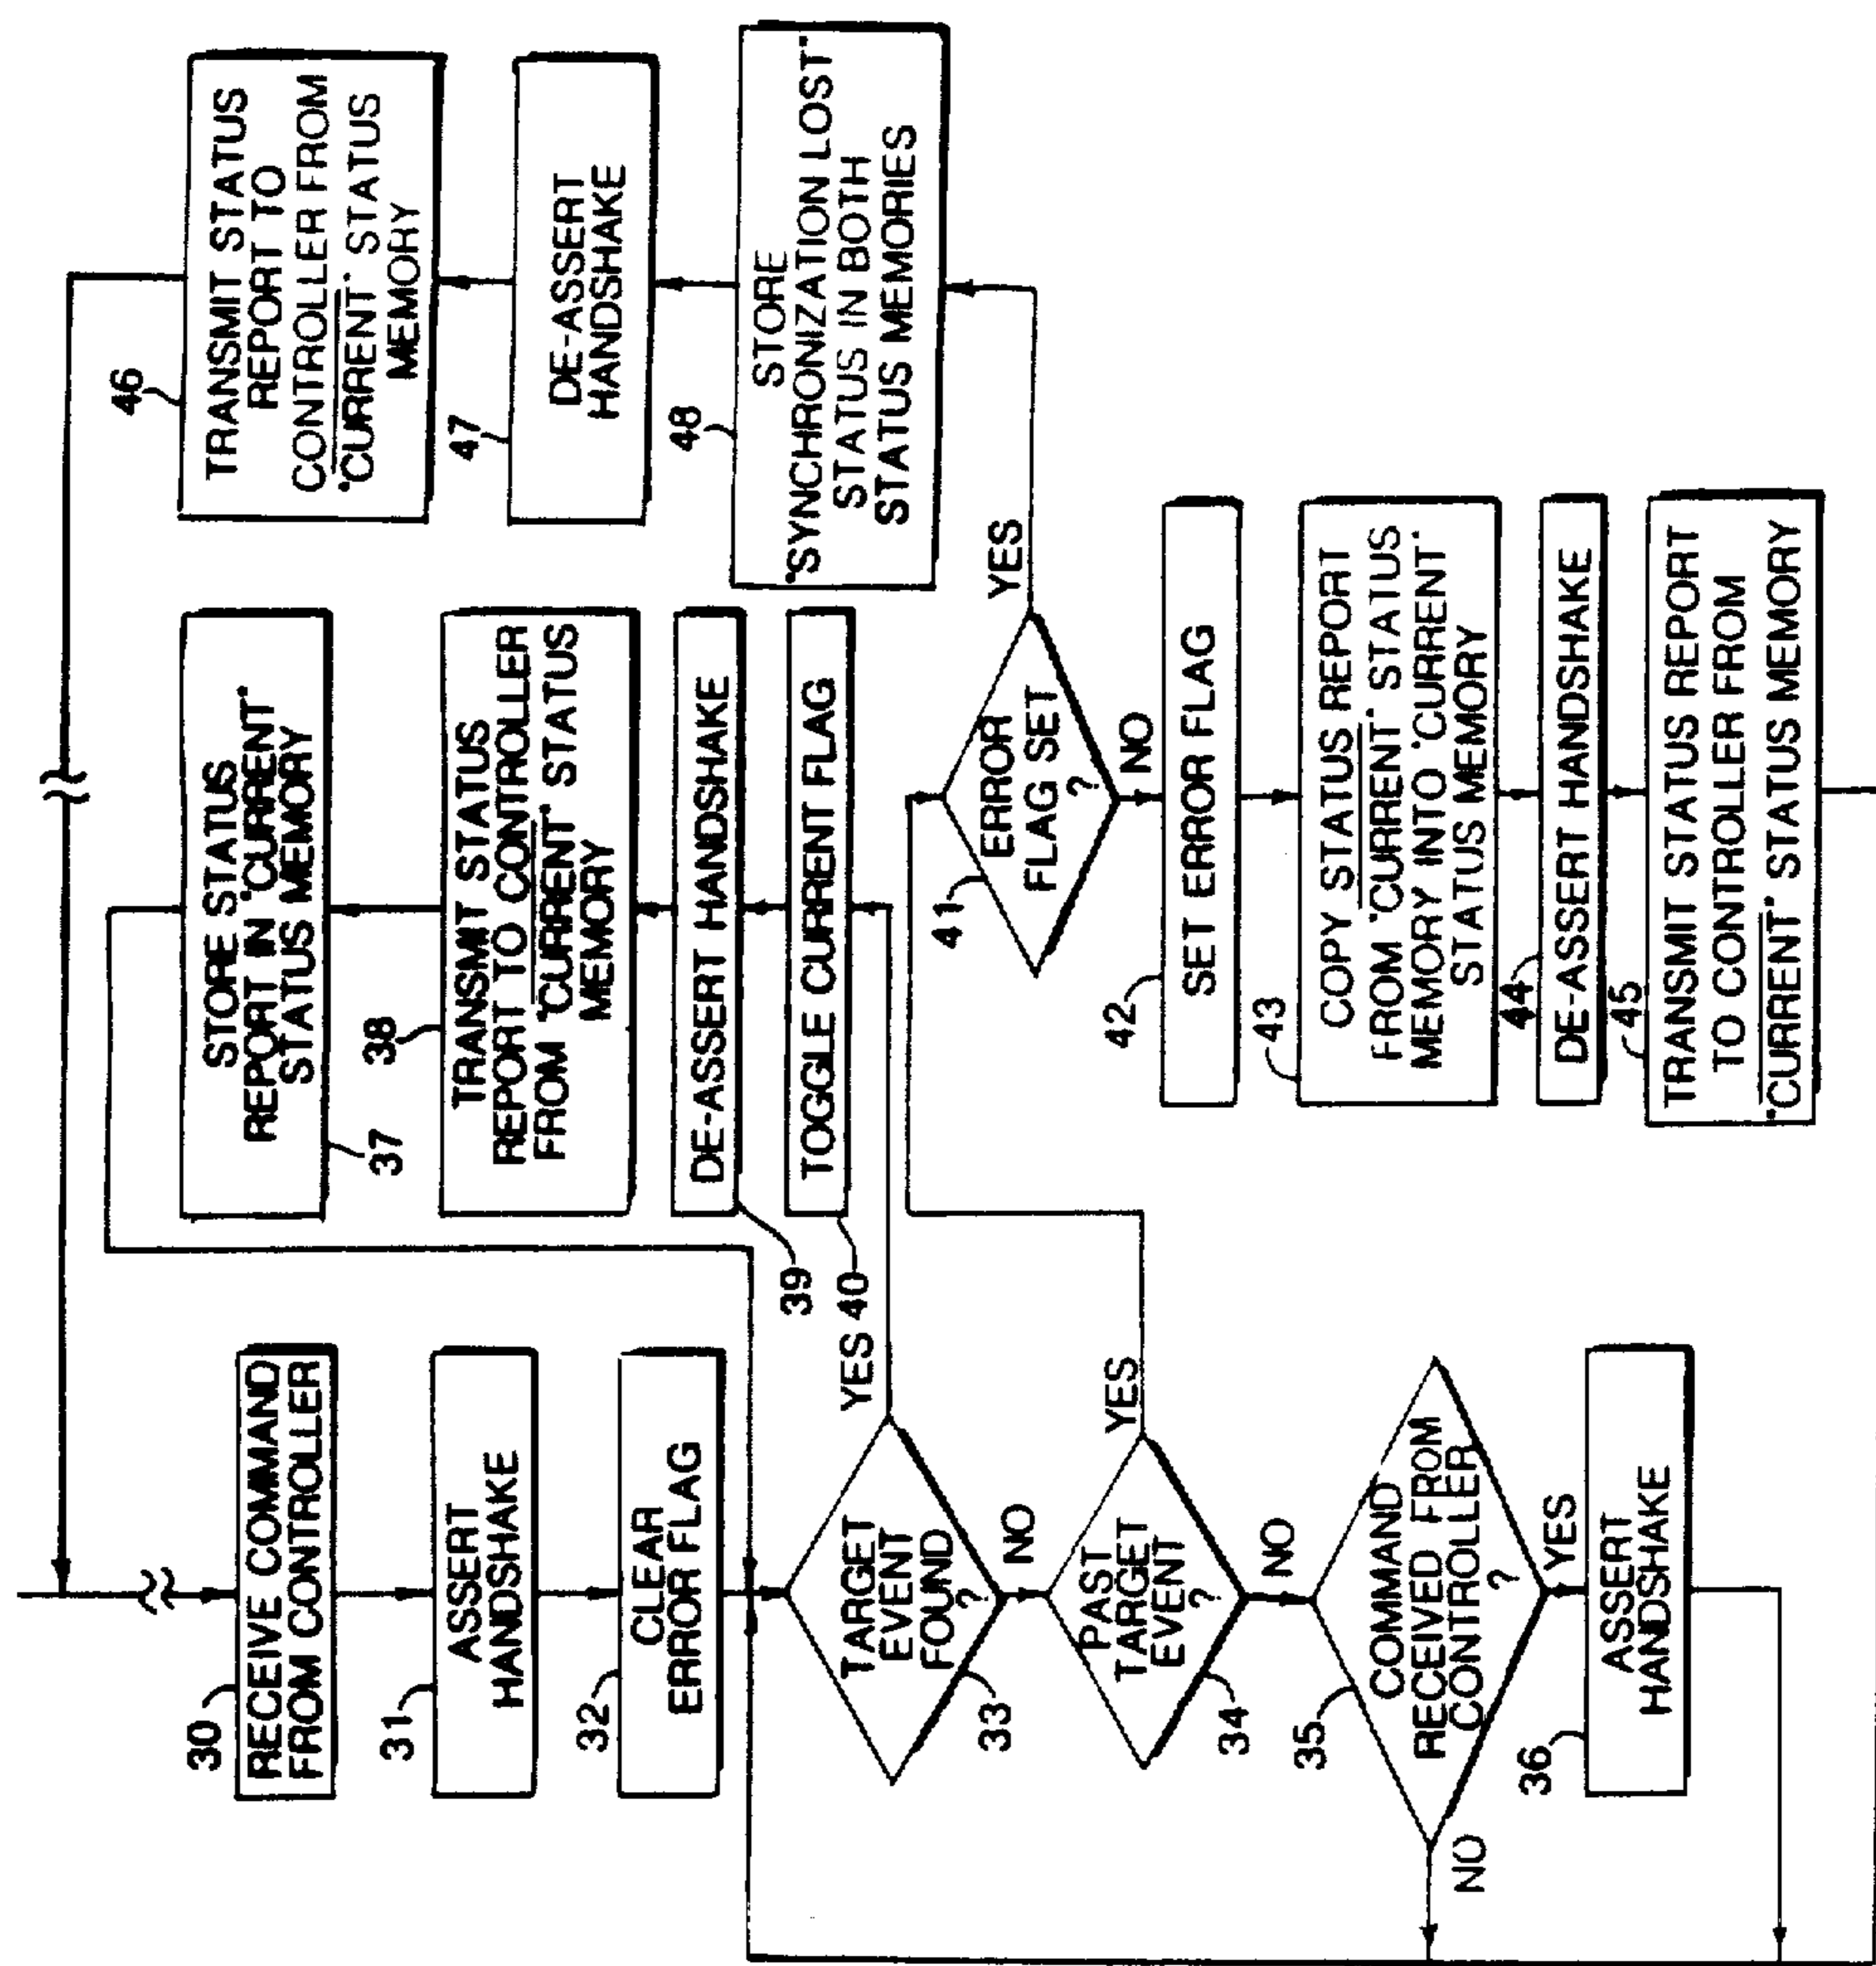 30
RECEIVE COMMAND
FROM CONTROLLER
31
ASSERT
HANDSHAKE
32
CLEAR
ERROR FLAG
TARGET
EVENT
FOUND
?
33
YES
NO
PAST
TARGET
EVENT
?
34
YES
NO
35
COMMAND
RECEIVED FROM
CONTROLLER
?
NO
YES
36
ASSERT
HANDSHAKE
STORE STATUS
REPORT IN "CURRENT"
STATUS MEMORY
37
38
TRANSMIT STATUS
REPORT TO CONTROLLER
FROM "CURRENT" STATUS
MEMORY
DE-ASSERT HANDSHAKE
39
TOGGLE CURRENT FLAG
40
41
ERROR
FLAG SET
?
YES
NO
42
SET ERROR FLAG
43
COPY STATUS REPORT
FROM "CURRENT" STATUS
MEMORY INTO "CURRENT"
STATUS MEMORY
44
DE-ASSERT HANDSHAKE
45
TRANSMIT STATUS REPORT
TO CONTROLLER FROM
"CURRENT" STATUS MEMORY
46
TRANSMIT STATUS
REPORT TO
CONTROLLER FROM
"CURRENT" STATUS
MEMORY
47
DE-ASSERT
HANDSHAKE
48
STORE
"SYNCHRONIZATION LOST"
STATUS IN BOTH
STATUS MEMORIES